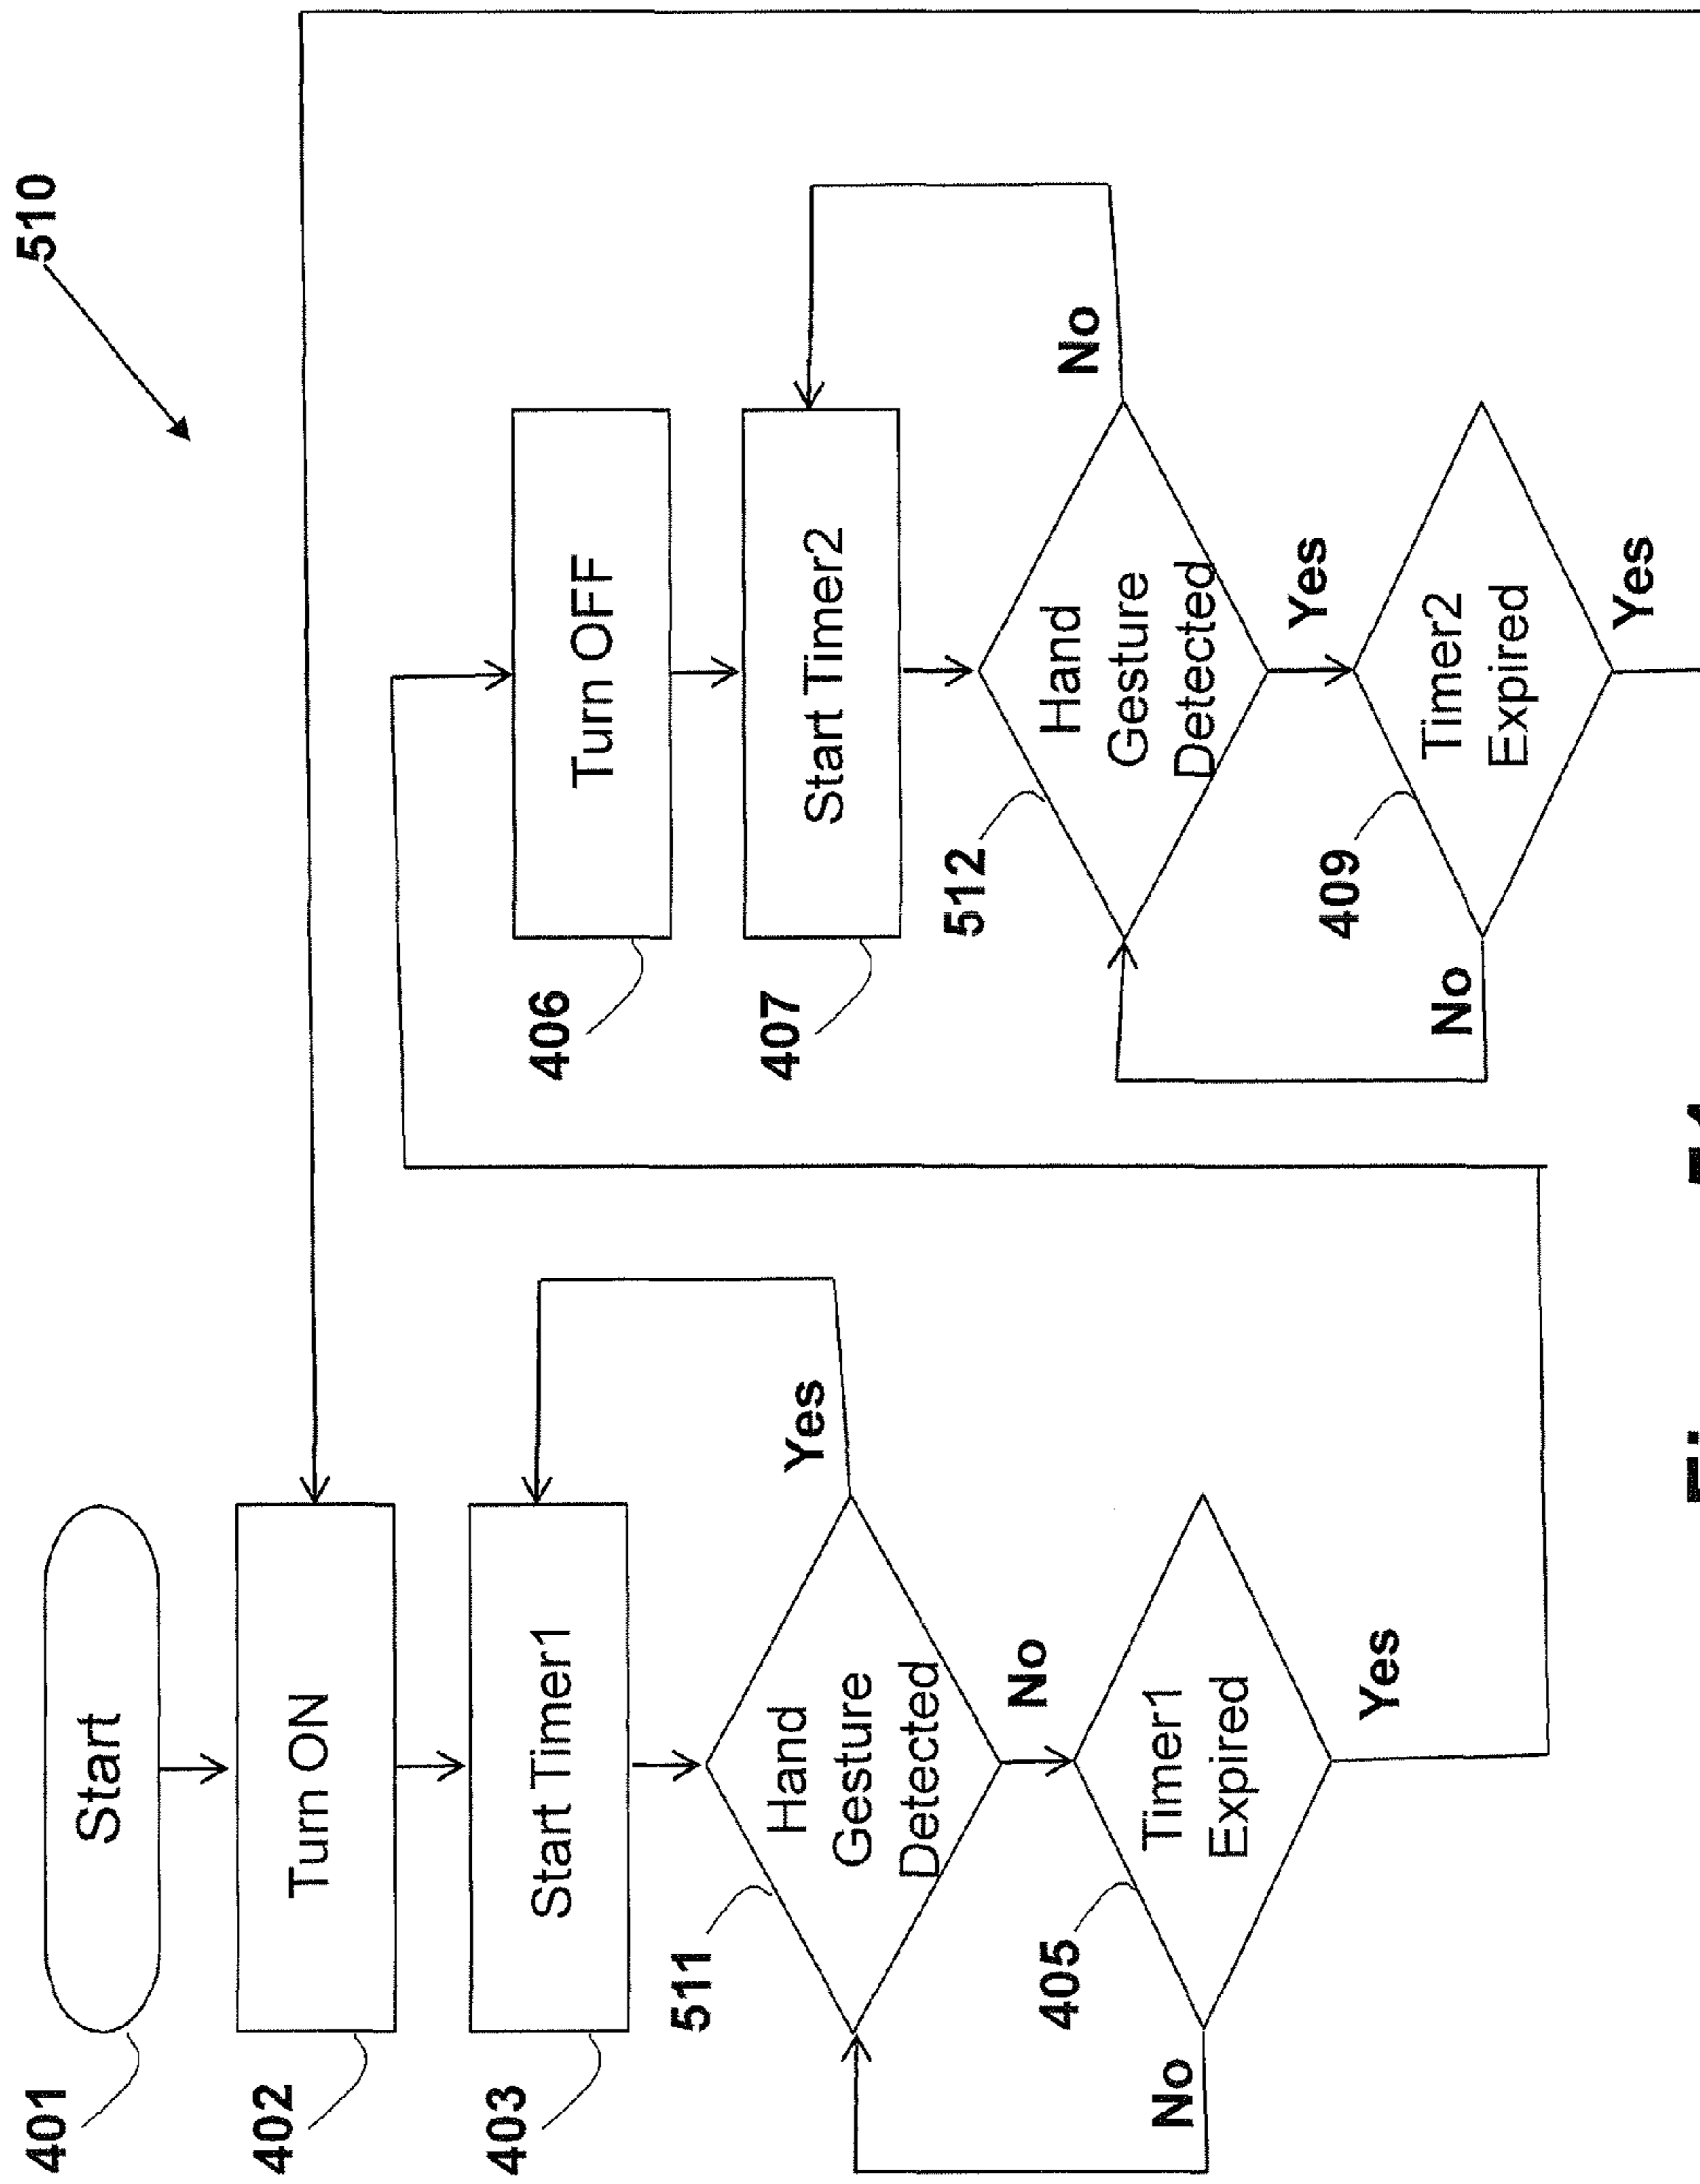 510
401
Start
402
Turn ON
403
Start Timer1
511
Hand
Gesture
Detected
Yes
No
405
Timer1
Expired
No
Yes
406
Turn OFF
407
Start Timer2
512
Hand
Gesture
Detected
No
Yes
409
Timer2
Expired
No
Yes